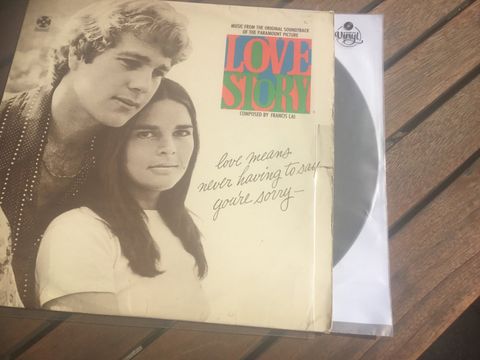 MUSIC FROM THE ORIGINAL SOUNDTRACK
OF THE PARAMOUNT PICTURE
LOVE
STORY
COMPOSED BY FRANCIS LAI
love means
never having to say
you're sorry—
Vinyl